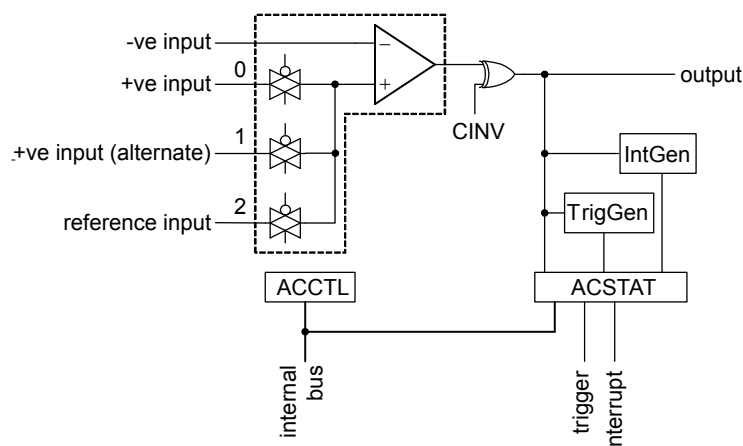 -ve input
+ve input
0
+ve input (alternate)
1
reference input
2
−
+
CINV
output
IntGen
TrigGen
ACCTL
ACSTAT
internal
bus
trigger
nterrupt